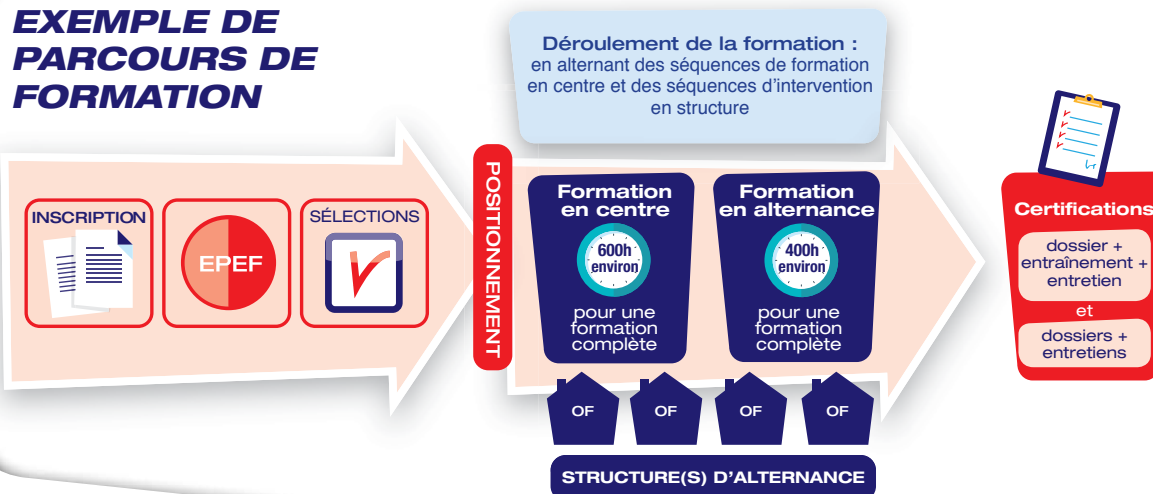 EXEMPLE DE
PARCOURS DE
FORMATION
Déroulement de la formation :
en alternant des séquences de formation
en centre et des séquences d’intervention
en structure
INSCRIPTION
EPEF
SÉLECTIONS
POSITIONNEMENT
Formation
en centre
600h
environ
pour une
formation
complète
Formation
en alternance
400h
environ
pour une
formation
complète
OF
OF
OF
OF
STRUCTURE(S) D’ALTERNANCE
Certifications
dossier +
entraînement +
entretien
et
dossiers +
entretiens